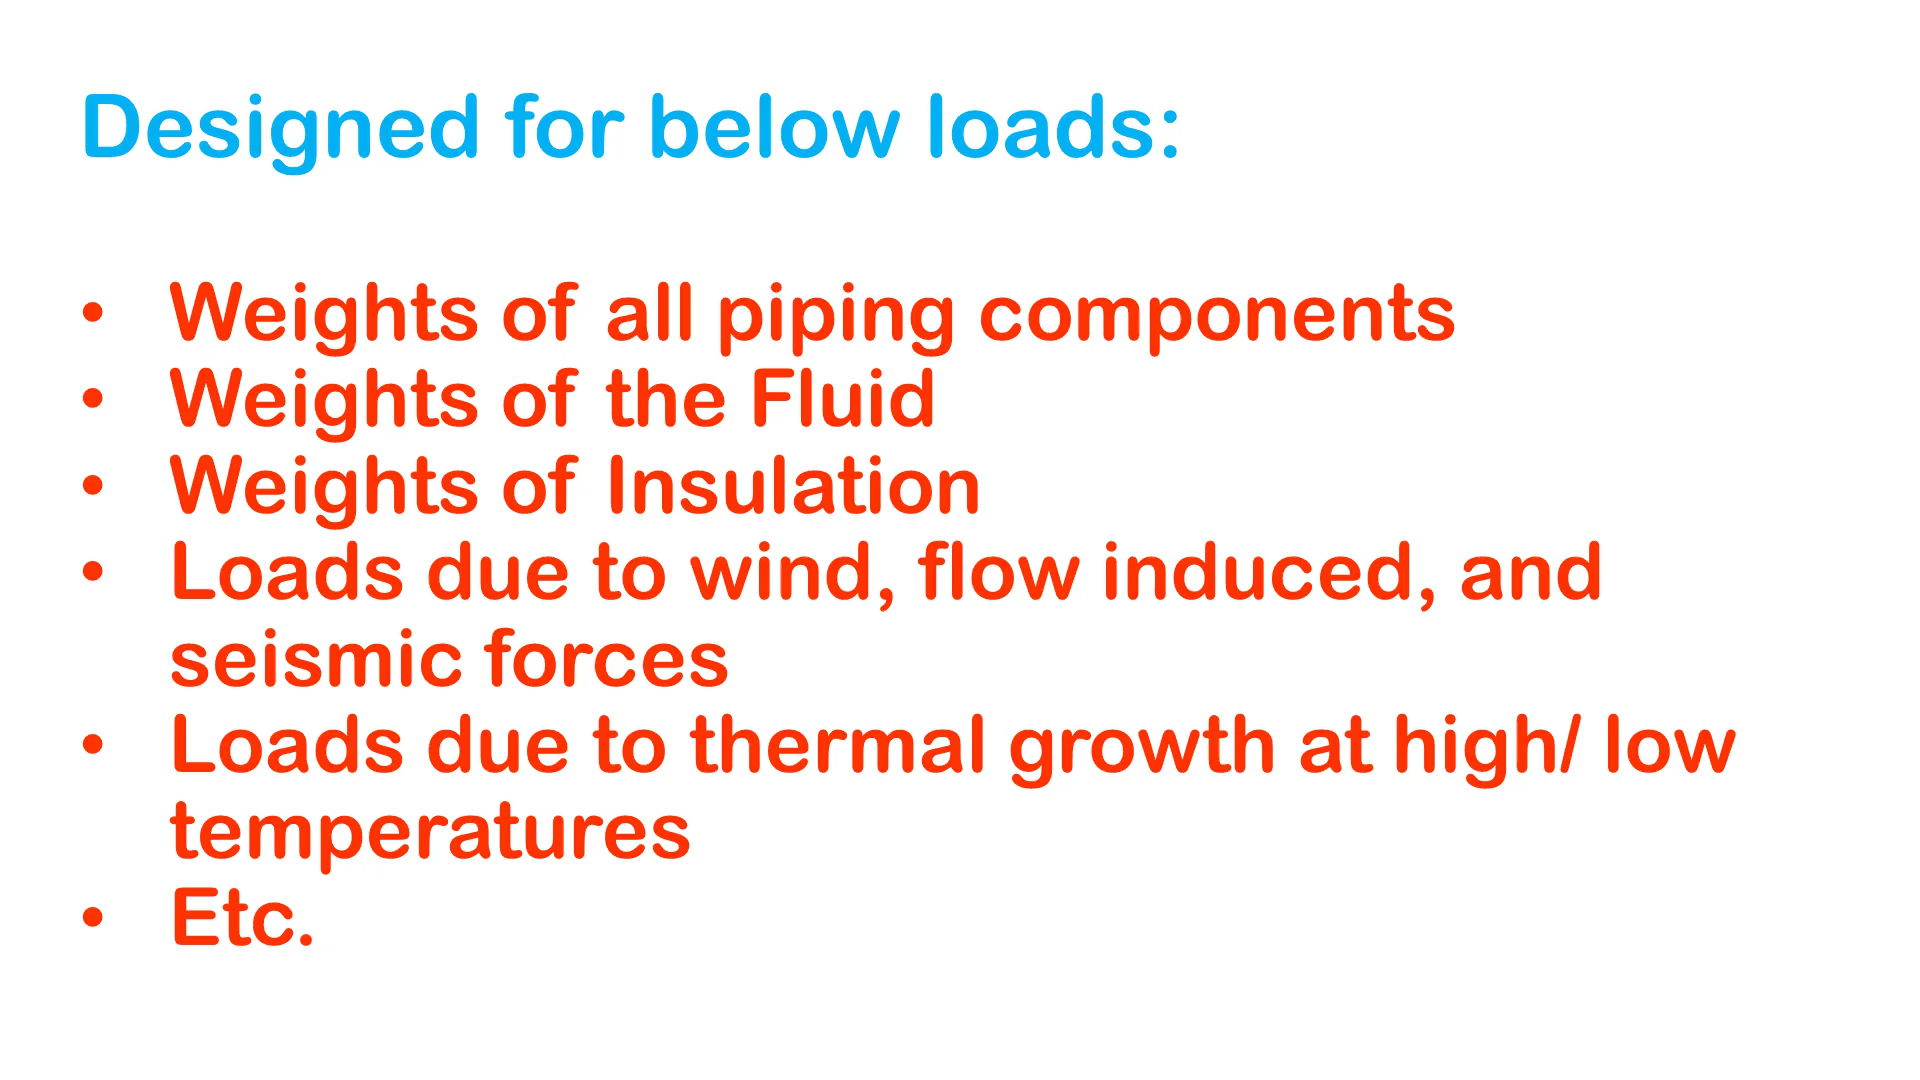 Designed for below loads:
• Weights of all piping components
• Weights of the Fluid
• Weights of Insulation
• Loads due to wind, flow induced, and
seismic forces
• Loads due to thermal growth at high/ low
temperatures
• Etc.